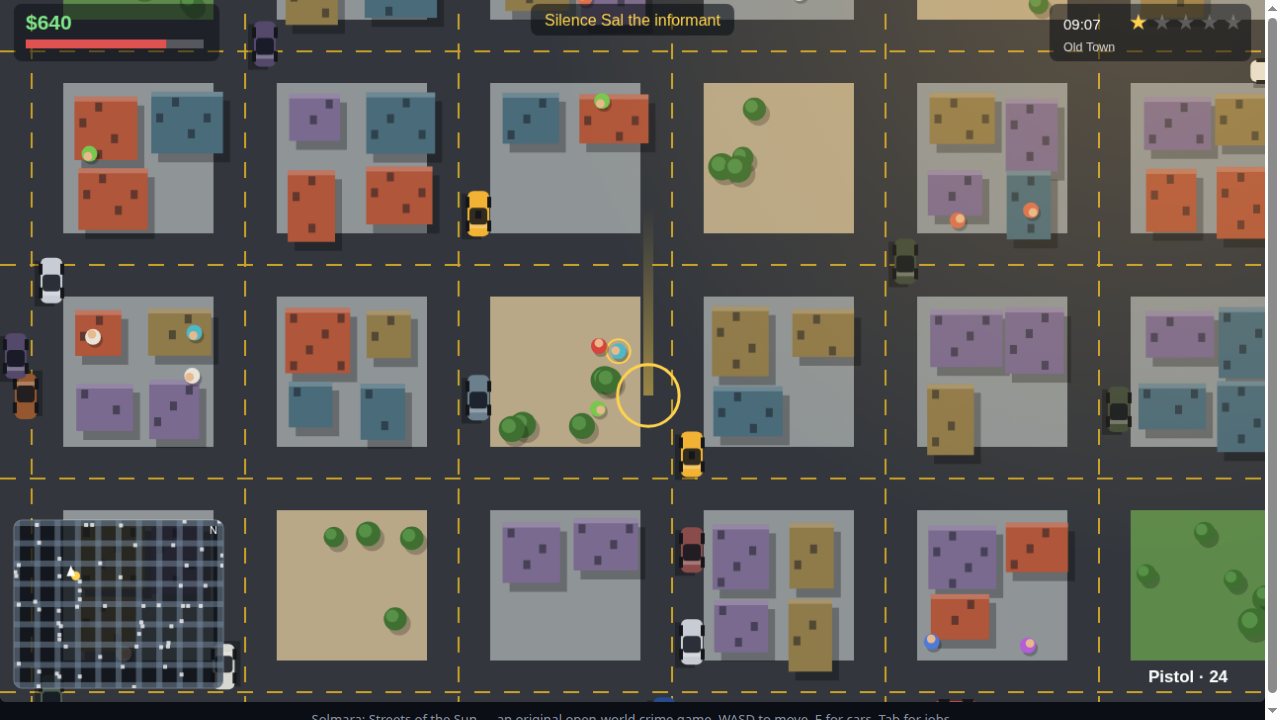 $640
Silence Sal the informant
09:07
Old Town
N
Pistol · 24
Solmara: Streets of the Sun — an original open world crime game. WASD to move, E for cars, Tab for jobs.